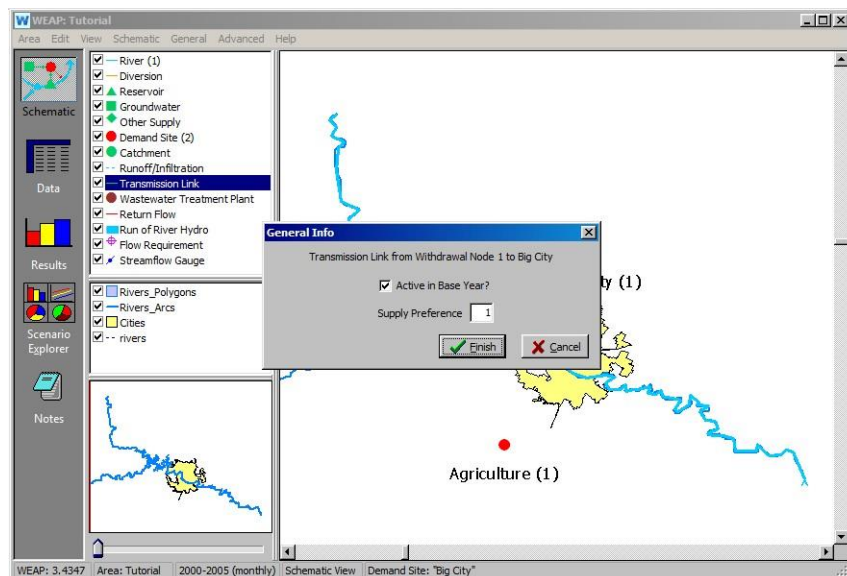 WEAP: Tutorial
Area Edit View Schematic General Advanced Help
Schematic
Data
Results
Scenario
Explorer
Notes
River (1)
Diversion
Reservoir
Groundwater
Other Supply
Demand Site (2)
Catchment
Runoff/Infiltration
Transmission Link
Wastewater Treatment Plant
Return Flow
Run of River Hydro
Flow Requirement
Streamflow Gauge
Rivers_Polygons
Rivers_Arcs
Cities
rivers
General Info
Transmission Link from Withdrawal Node 1 to Big City
Active in Base Year?
Supply Preference 1
Finish Cancel
ty (1)
Agriculture (1)
WEAP: 3.4347 Area: Tutorial 2000-2005 (monthly) Schematic View Demand Site: "Big City"